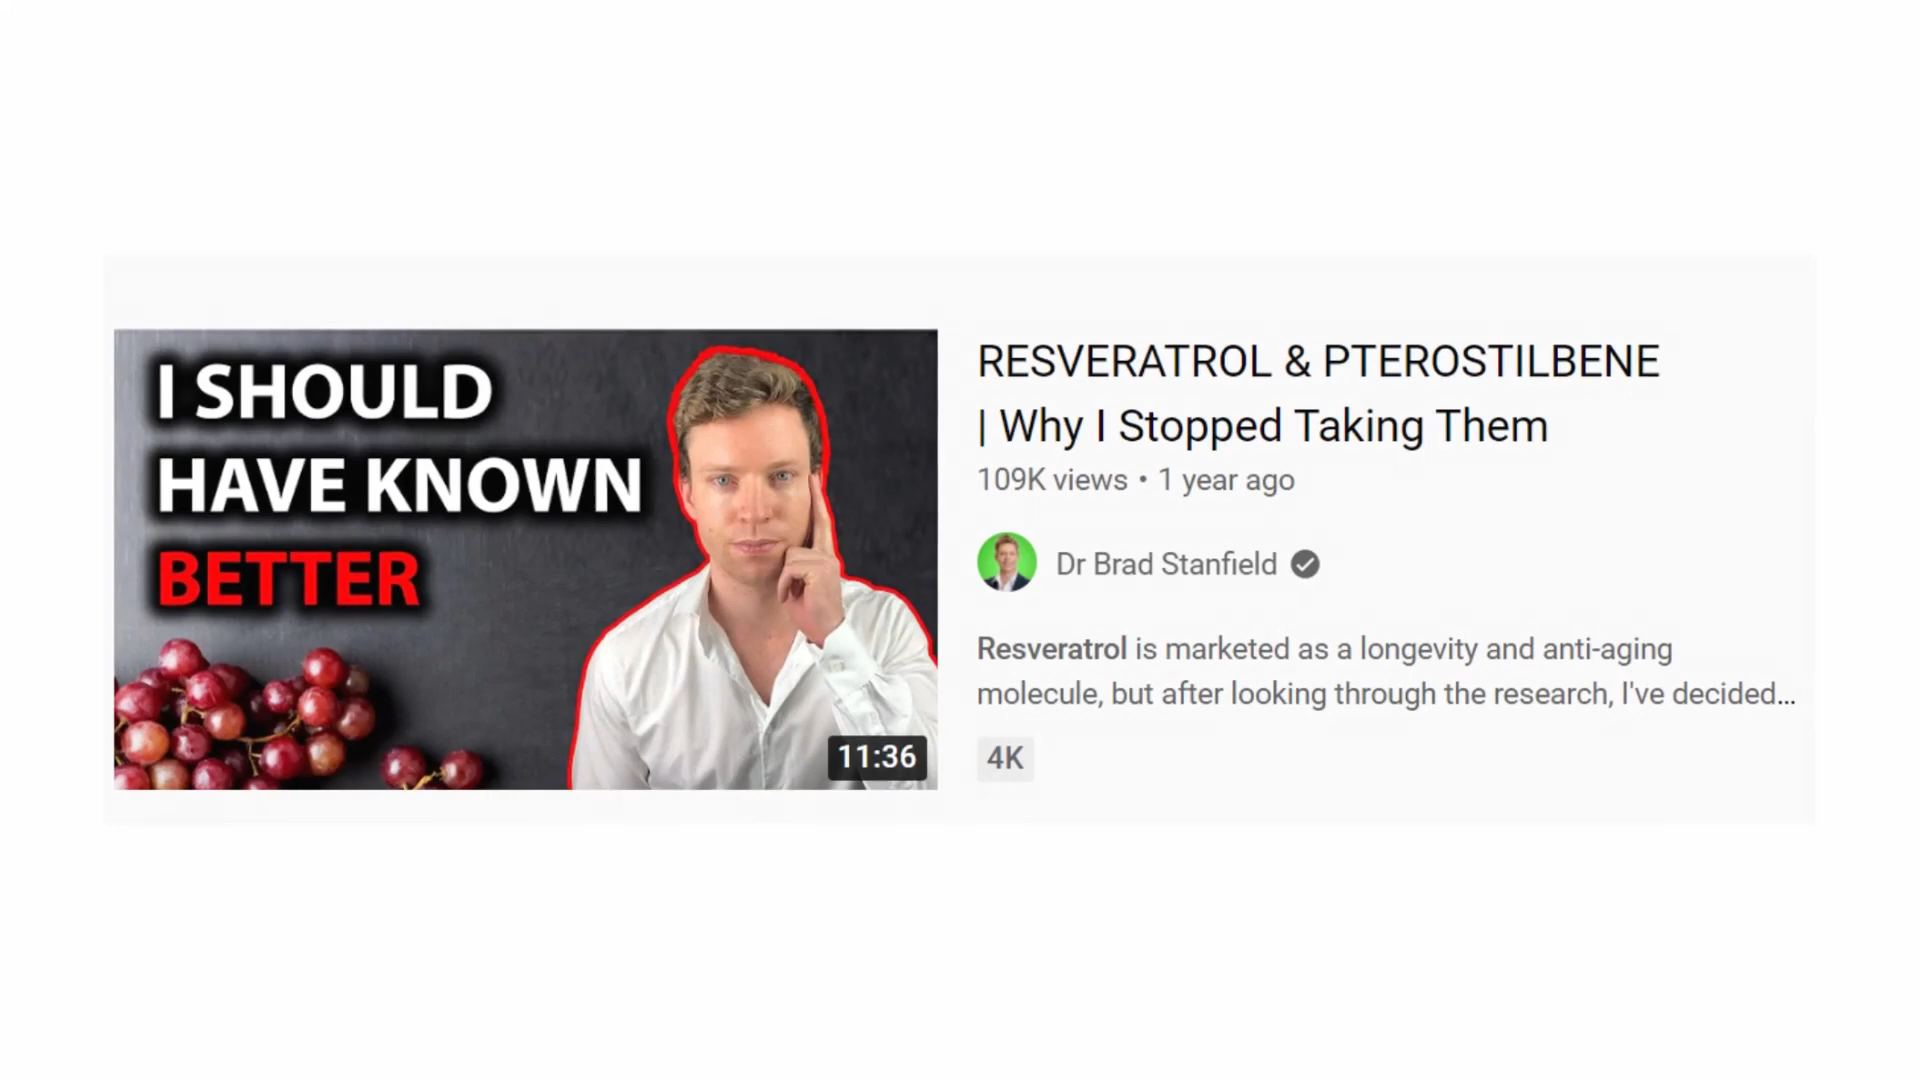 I SHOULD
HAVE KNOWN
BETTER
11:36
RESVERATROL & PTEROSTILBENE
| Why I Stopped Taking Them
109K views • 1 year ago
Dr Brad Stanfield
Resveratrol is marketed as a longevity and anti-aging
molecule, but after looking through the research, I've decided...
4K